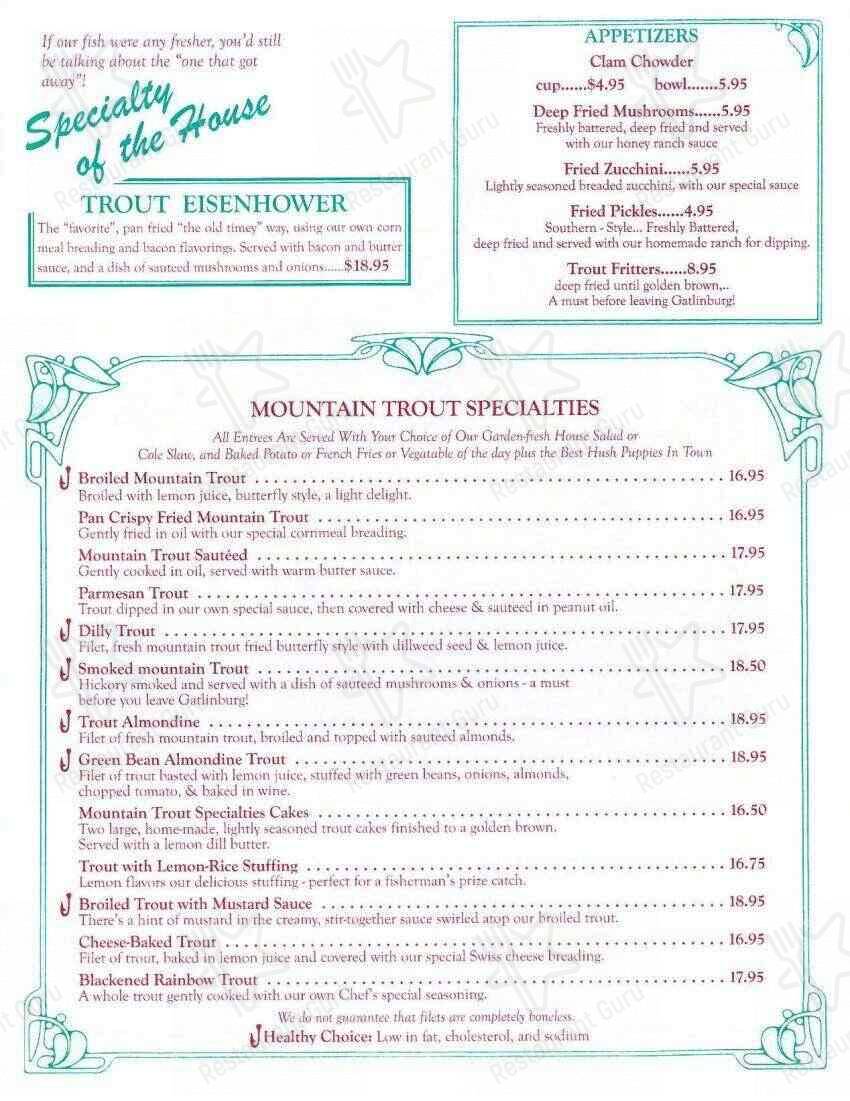 If our fish were any fresher, you'd still
be talking about the "one that got
away"!
Specialty
of the House
TROUT EISENHOWER
The "favorite", pan fried "the old timey" way, using our own corn
meal breading and bacon flavorings. Served with bacon and butter
sauce, and a dish of sauteed mushrooms and onions.....$18.95
APPETIZERS
Clam Chowder
cup......$4.95 bowl.......5.95
Deep Fried Mushrooms......5.95
Freshly battered, deep fried and served
with our honey ranch sauce
Fried Zucchini......5.95
Lightly seasoned breaded zucchini, with our special sauce
Fried Pickles......4.95
Southern - Style... Freshly Battered,
deep fried and served with our homemade ranch for dipping.
Trout Fritters......8.95
deep fried until golden brown,..
A must before leaving Gatlinburg!
MOUNTAIN TROUT SPECIALTIES
All Entrees Are Served With Your Choice of Our Garden-fresh House Salad or
Cole Slaw, and Baked Potato or French Fries or Vegatable of the day plus the Best Hush Puppies In Town
Broiled Mountain Trout . . . . . . . . . . 16.95
Broiled with lemon juice, butterfly style, a light delight.
Pan Crispy Fried Mountain Trout . . . . . . . . . . 16.95
Gently fried in oil with our special cornmeal breading.
Mountain Trout Sautéed . . . . . . . . . . 17.95
Gently cooked in oil, served with warm butter sauce.
Parmesan Trout . . . . . . . . . . 17.95
Trout dipped in our own special sauce, then covered with cheese & sauteed in peanut oil.
Dilly Trout . . . . . . . . . . 17.95
Filet, fresh mountain trout fried butterfly style with dillweed seed & lemon juice.
Smoked mountain Trout . . . . . . . . . . 18.50
Hickory smoked and served with a dish of sauteed mushrooms & onions - a must
before you leave Gatlinburg!
Trout Almondine . . . . . . . . . . 18.95
Filet of fresh mountain trout, broiled and topped with sauteed almonds.
Green Bean Almondine Trout . . . . . . . . . . 18.95
Filet of trout basted with lemon juice, stuffed with green beans, onions, almonds,
chopped tomato, & baked in wine.
Mountain Trout Specialties Cakes . . . . . . . . . . 16.50
Two large, home-made, lightly seasoned trout cakes finished to a golden brown.
Served with a lemon dill butter.
Trout with Lemon-Rice Stuffing . . . . . . . . . . 16.75
Lemon flavors our delicious stuffing - perfect for a fisherman's prize catch.
Broiled Trout with Mustard Sauce . . . . . . . . . . 18.95
There's a hint of mustard in the creamy, stir-together sauce swirled atop our broiled trout.
Cheese-Baked Trout . . . . . . . . . . 16.95
Filet of trout, baked in lemon juice and covered with our special Swiss cheese breading.
Blackened Rainbow Trout . . . . . . . . . . 17.95
A whole trout gently cooked with our own Chef's special seasoning.
We do not guarantee that filets are completely boneless.
Healthy Choice: Low in fat, cholesterol, and sodium
Restaurant Guru